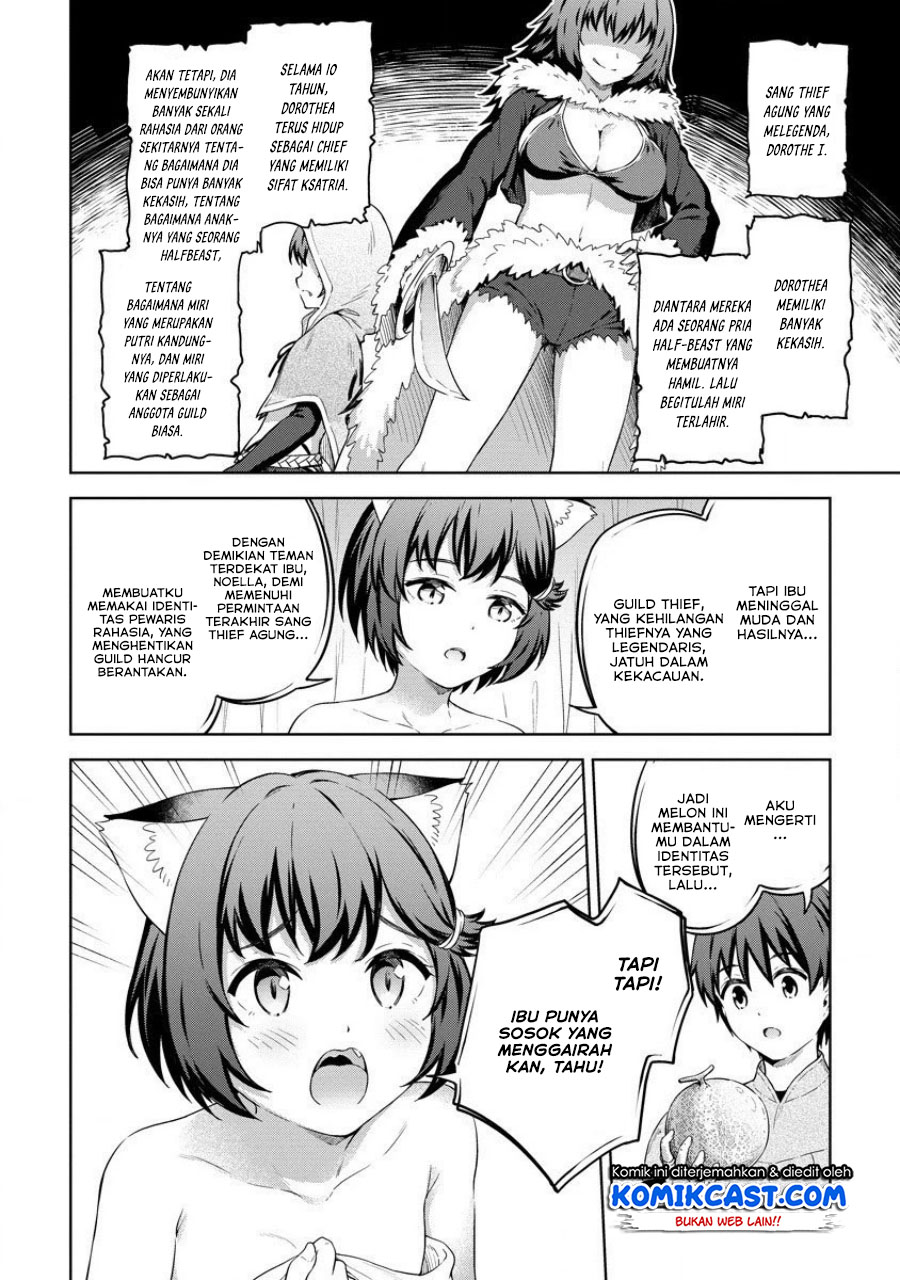 SANG THIEF
AGUNG YANG
MELEGENDA,
DOROTHE I.
DOROTHEA
MEMILIKI
BANYAK
KEKASIH.
DIANTARA MEREKA
ADA SEORANG PRIA
HALF-BEAST YANG
MEMBUATNYA
HAMIL. LALU
BEGITULAH MIRI
TERLAHIR.
SELAMA 10
TAHUN,
DOROTHEA
TERUS HIDUP
SEBAGAI CHIEF
YANG MEMILIKI
SIFAT KSATRIA.
AKAN TETAPI, DIA
MENYEMBUNYIKAN
BANYAK SEKALI
RAHASIA DARI ORANG
SEKITARNYA TENTA-
NG BAGAIMANA DIA
BISA PUNYA BANYAK
KEKASIH, TENTANG
BAGAIMANA ANAK-
NYA YANG SEORANG
HALFBEAST,
TENTANG
BAGAIMANA MIRI
YANG MERUPAKAN
PUTRI KANDUNG-
NYA, DAN MIRI
YANG DIPERLAKU-
KAN SEBAGAI
ANGGOTA GUILD
BIASA.
TAPI IBU
MENINGGAL
MUDA DAN
HASILNYA...
GUILD THIEF,
YANG KEHILANGAN
THIEFNYA YANG
LEGENDARIS,
JATUH DALAM
KEKACAUAN.
DENGAN
DEMIKIAN TEMAN
TERDEKAT IBU,
NOELLA, DEMI
MEMENUHI
PERMINTAAN
TERAKHIR SANG
THIEF AGUNG...
MEMBUATKU
MEMAKAI IDENTI-
TAS PEWARIS
RAHASIA, YANG
MENGHENTIKAN
GUILD HANCUR
BERANTAKAN.
AKU
MENGERTI
...
JADI
MELON INI
MEMBANTU-
MU DALAM
IDENTITAS
TERSEBUT,
LALU...
TAPI
TAPI!
IBU PUNYA
SOSOK YANG
MENGGAIRAH
KAN, TAHU!
Komik ini diterjemahkan & diedit oleh
KOMIKCAST.COM
BUKAN WEB LAIN!!